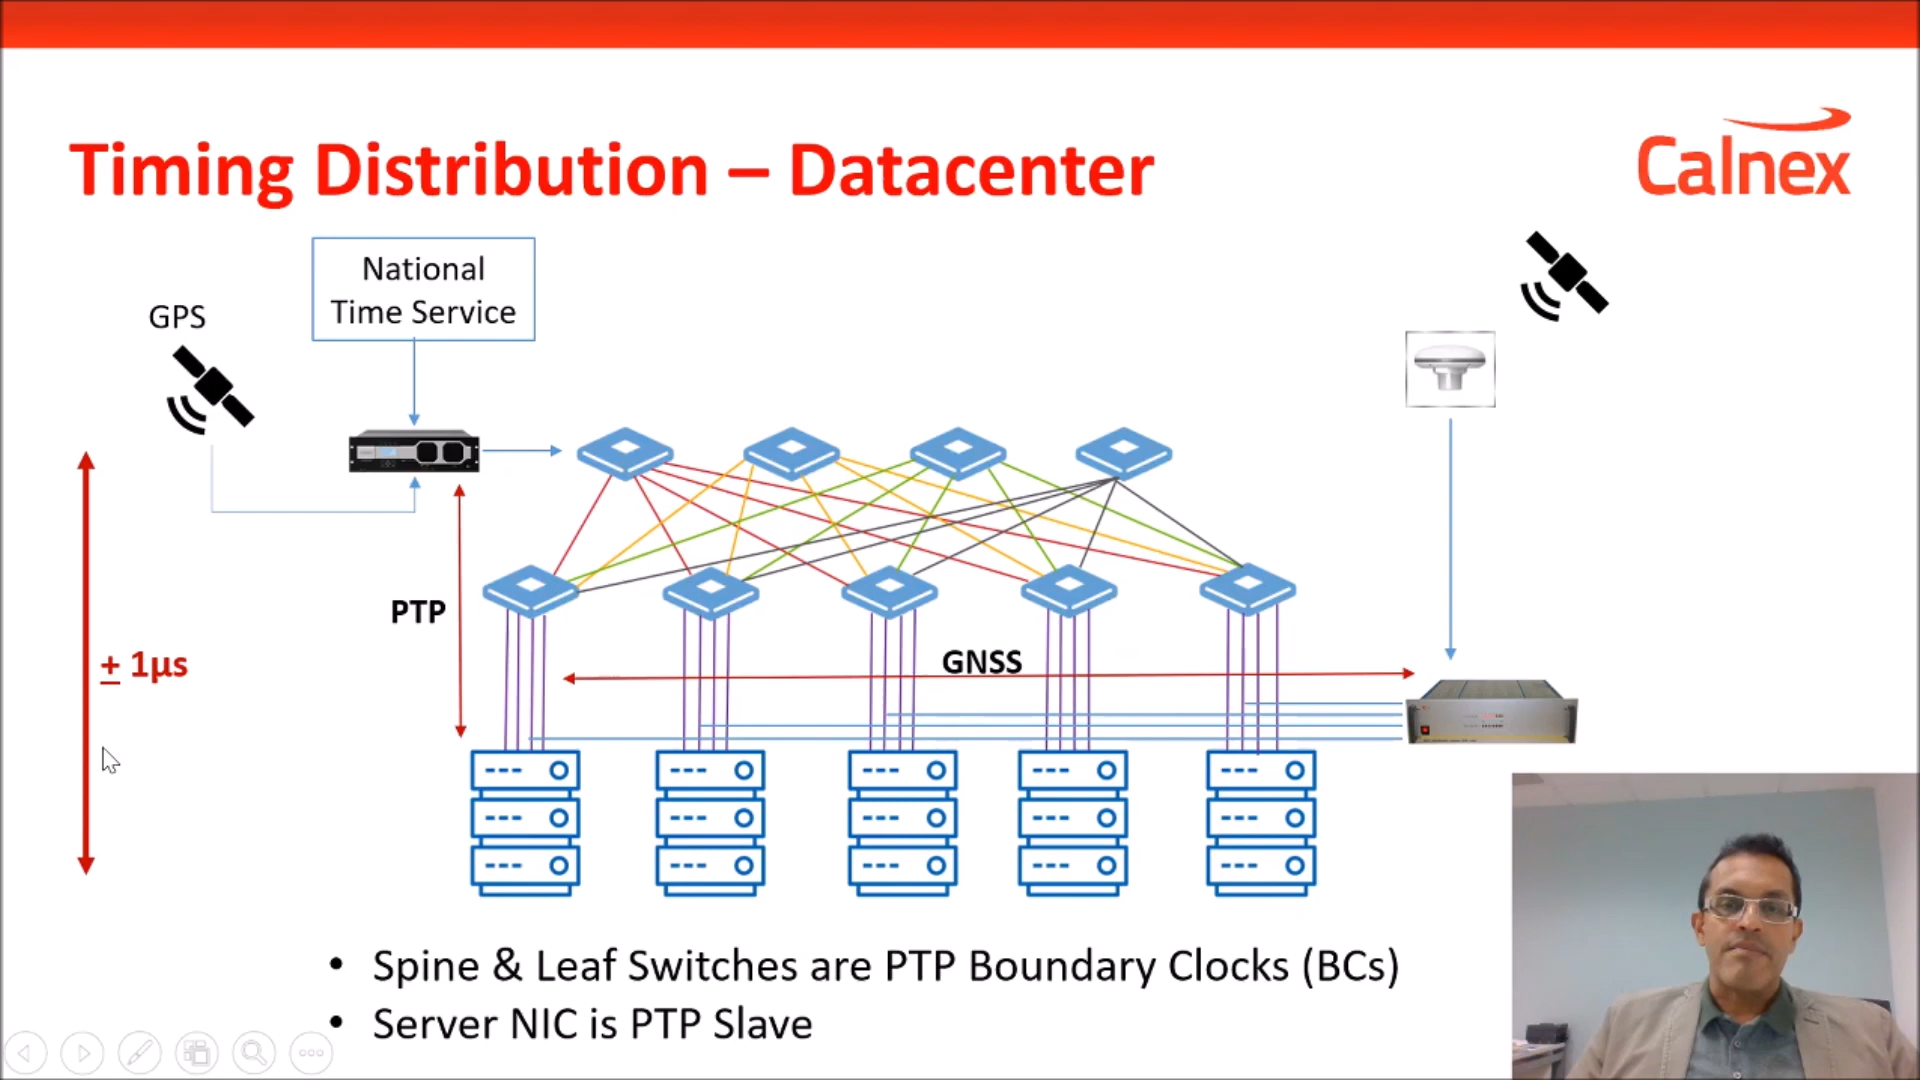 Timing Distribution – Datacenter
Calnex
National
Time Service
GPS
PTP
± 1µs
GNSS
• Spine & Leaf Switches are PTP Boundary Clocks (BCs)
• Server NIC is PTP Slave